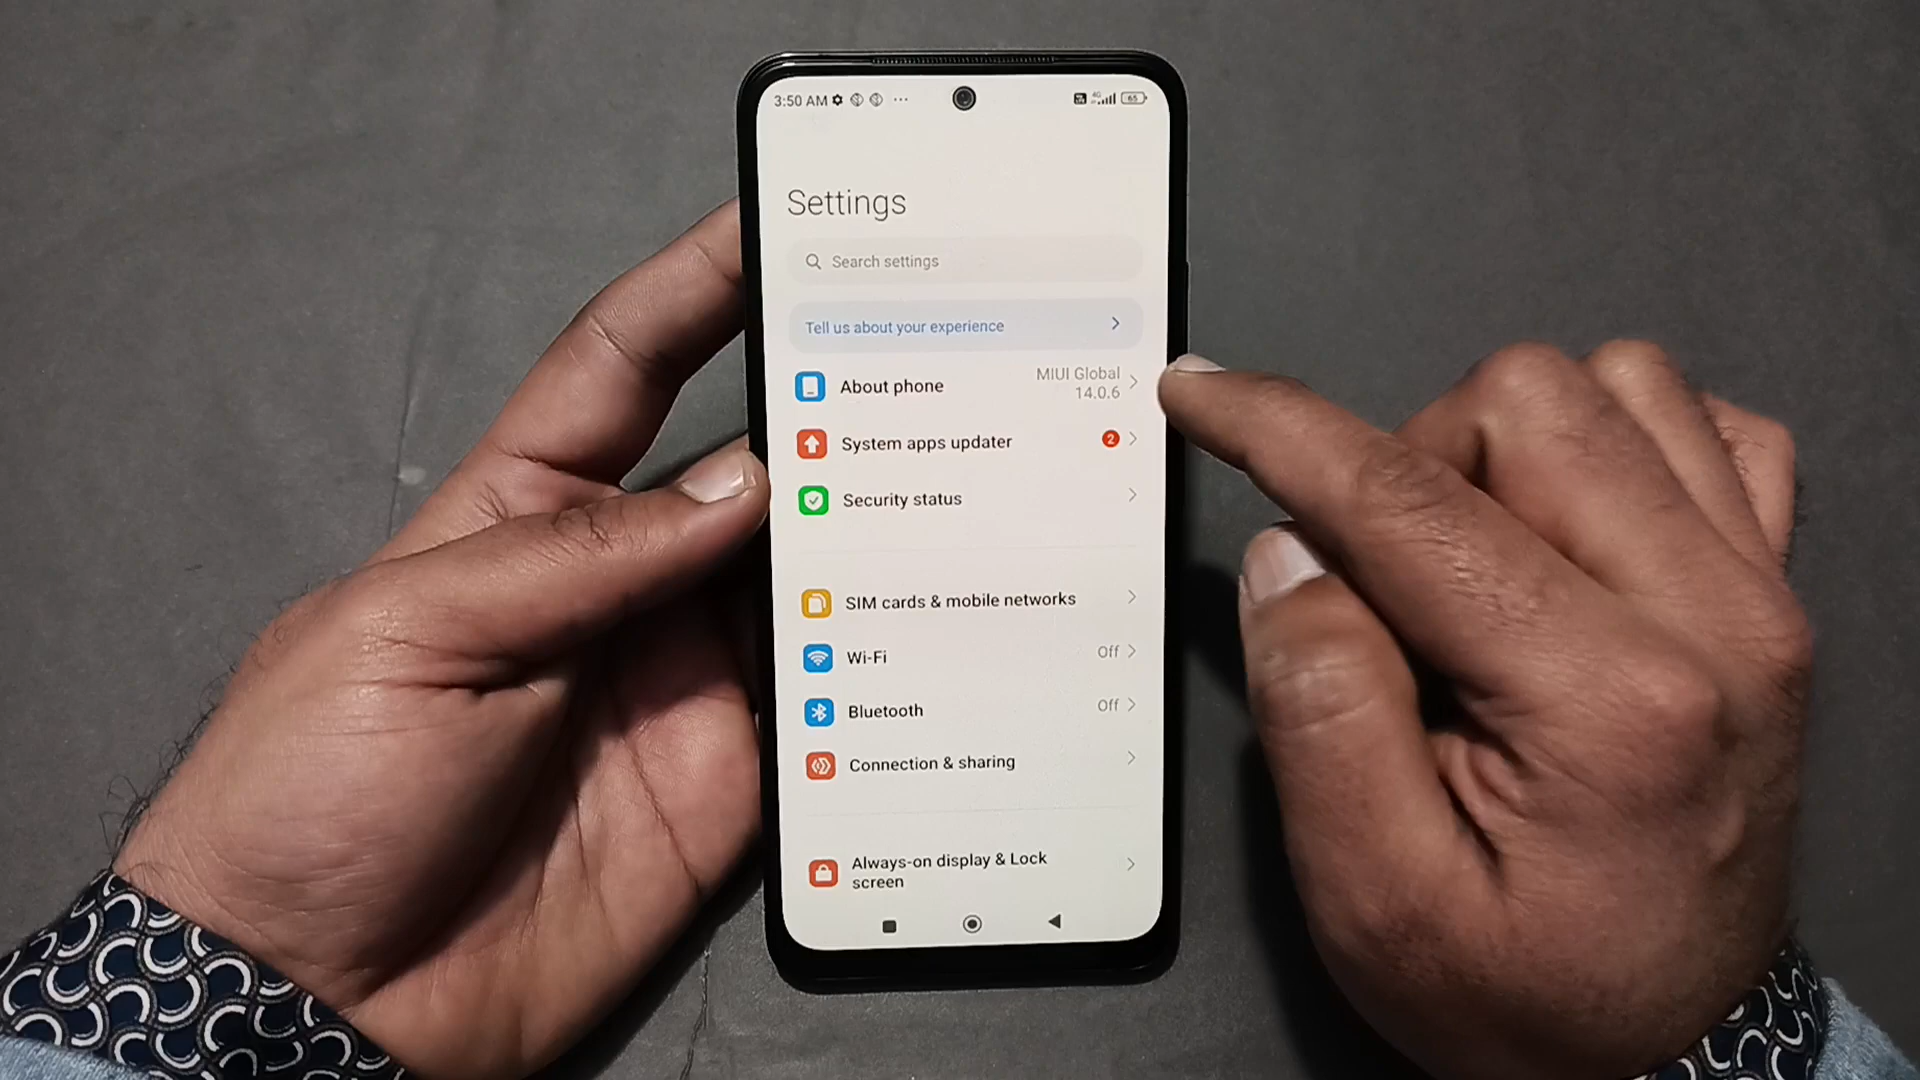 3:50 AM
4G
65
Settings
Search settings
Tell us about your experience
About phone
MIUI Global
14.0.6
System apps updater
2
Security status
SIM cards & mobile networks
Wi-Fi
Off
Bluetooth
Off
Connection & sharing
Always-on display & Lock
screen